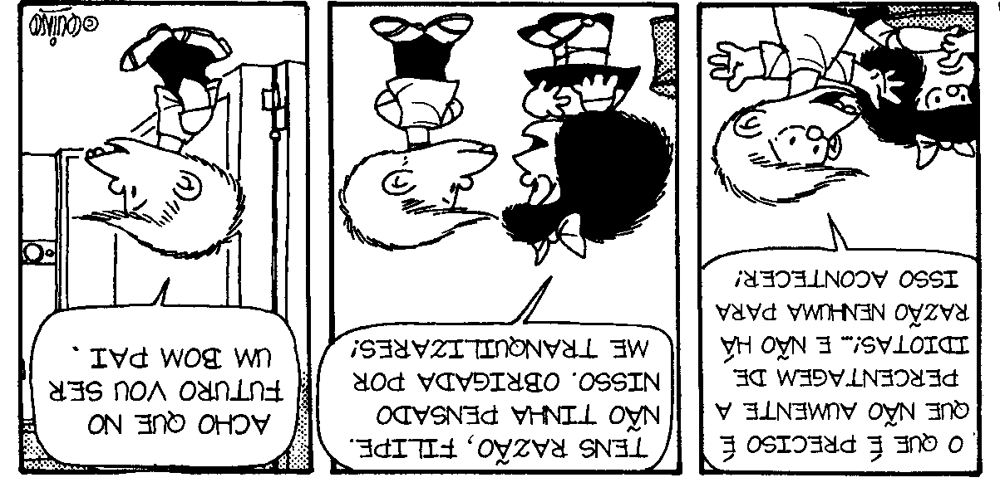 O QUE É PRECISO É
QUE NÃO AUMENTE A
PERCENTAGEM DE
IDIOTAS!... E NÃO HÁ
RAZÃO NENHUMA PARA
ISSO ACONTECER!
TENS RAZÃO, FILIPE.
NÃO TINHA PENSADO
NISSO. OBRIGADA POR
ME TRANQUILIZARES!
ACHO QUE NO
FUTURO VOU SER
UM BOM PAI.
©QUINO